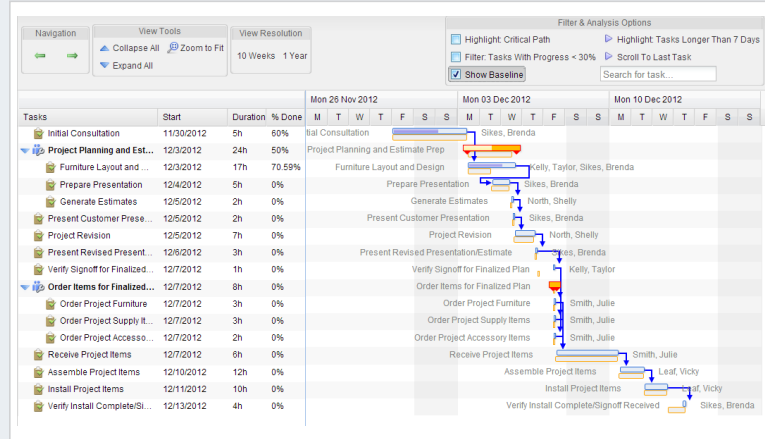 Navigation
View Tools
Collapse All
Zoom to Fit
Expand All
View Resolution
10 Weeks 1 Year
Filter & Analysis Options
Highlight: Critical Path
Highlight: Tasks Longer Than 7 Days
Filter: Tasks With Progress < 30%
Scroll To Last Task
Show Baseline
Search for task...
Mon 26 Nov 2012 Mon 03 Dec 2012 Mon 10 Dec 2012
Tasks Start Duration % Done M T W T F S S M T W T F S S M T W T F S S
Initial Consultation 11/30/2012 5h 60% tial Consultation Sikes, Brenda
Project Planning and Est... 12/3/2012 24h 50% Project Planning and Estimate Prep
Furniture Layout and ... 12/3/2012 17h 70.59% Furniture Layout and Design Kelly, Taylor, Sikes, Brenda
Prepare Presentation 12/4/2012 5h 0% Prepare Presentation Sikes, Brenda
Generate Estimates 12/5/2012 2h 0% Generate Estimates North, Shelly
Present Customer Prese... 12/5/2012 2h 0% Present Customer Presentation Sikes, Brenda
Project Revision 12/5/2012 7h 0% Project Revision North, Shelly
Present Revised Present... 12/6/2012 3h 0% Present Revised Presentation/Estimate Sikes, Brenda
Verify Signoff for Finalized... 12/7/2012 1h 0% Verify Signoff for Finalized Plan Kelly, Taylor
Order Items for Finalized... 12/7/2012 8h 0% Order Items for Finalized Plan
Order Project Furniture 12/7/2012 3h 0% Order Project Furniture Smith, Julie
Order Project Supply It... 12/7/2012 3h 0% Order Project Supply Items Smith, Julie
Order Project Accesso... 12/7/2012 2h 0% Order Project Accessory Items Smith, Julie
Receive Project Items 12/7/2012 6h 0% Receive Project Items Smith, Julie
Assemble Project Items 12/10/2012 12h 0% Assemble Project Items Leaf, Vicky
Install Project Items 12/11/2012 10h 0% Install Project Items Leaf, Vicky
Verify Install Complete/Si... 12/13/2012 4h 0% Verify Install Complete/Signoff Received Sikes, Brenda